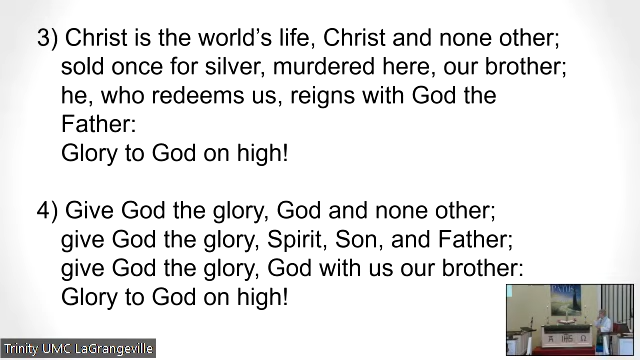 3) Christ is the world's life, Christ and none other;
sold once for silver, murdered here, our brother;
he, who redeems us, reigns with God the
Father:
Glory to God on high!
4) Give God the glory, God and none other;
give God the glory, Spirit, Son, and Father;
give God the glory, God with us our brother:
Glory to God on high!
IHS
Trinity UMC LaGrangeville